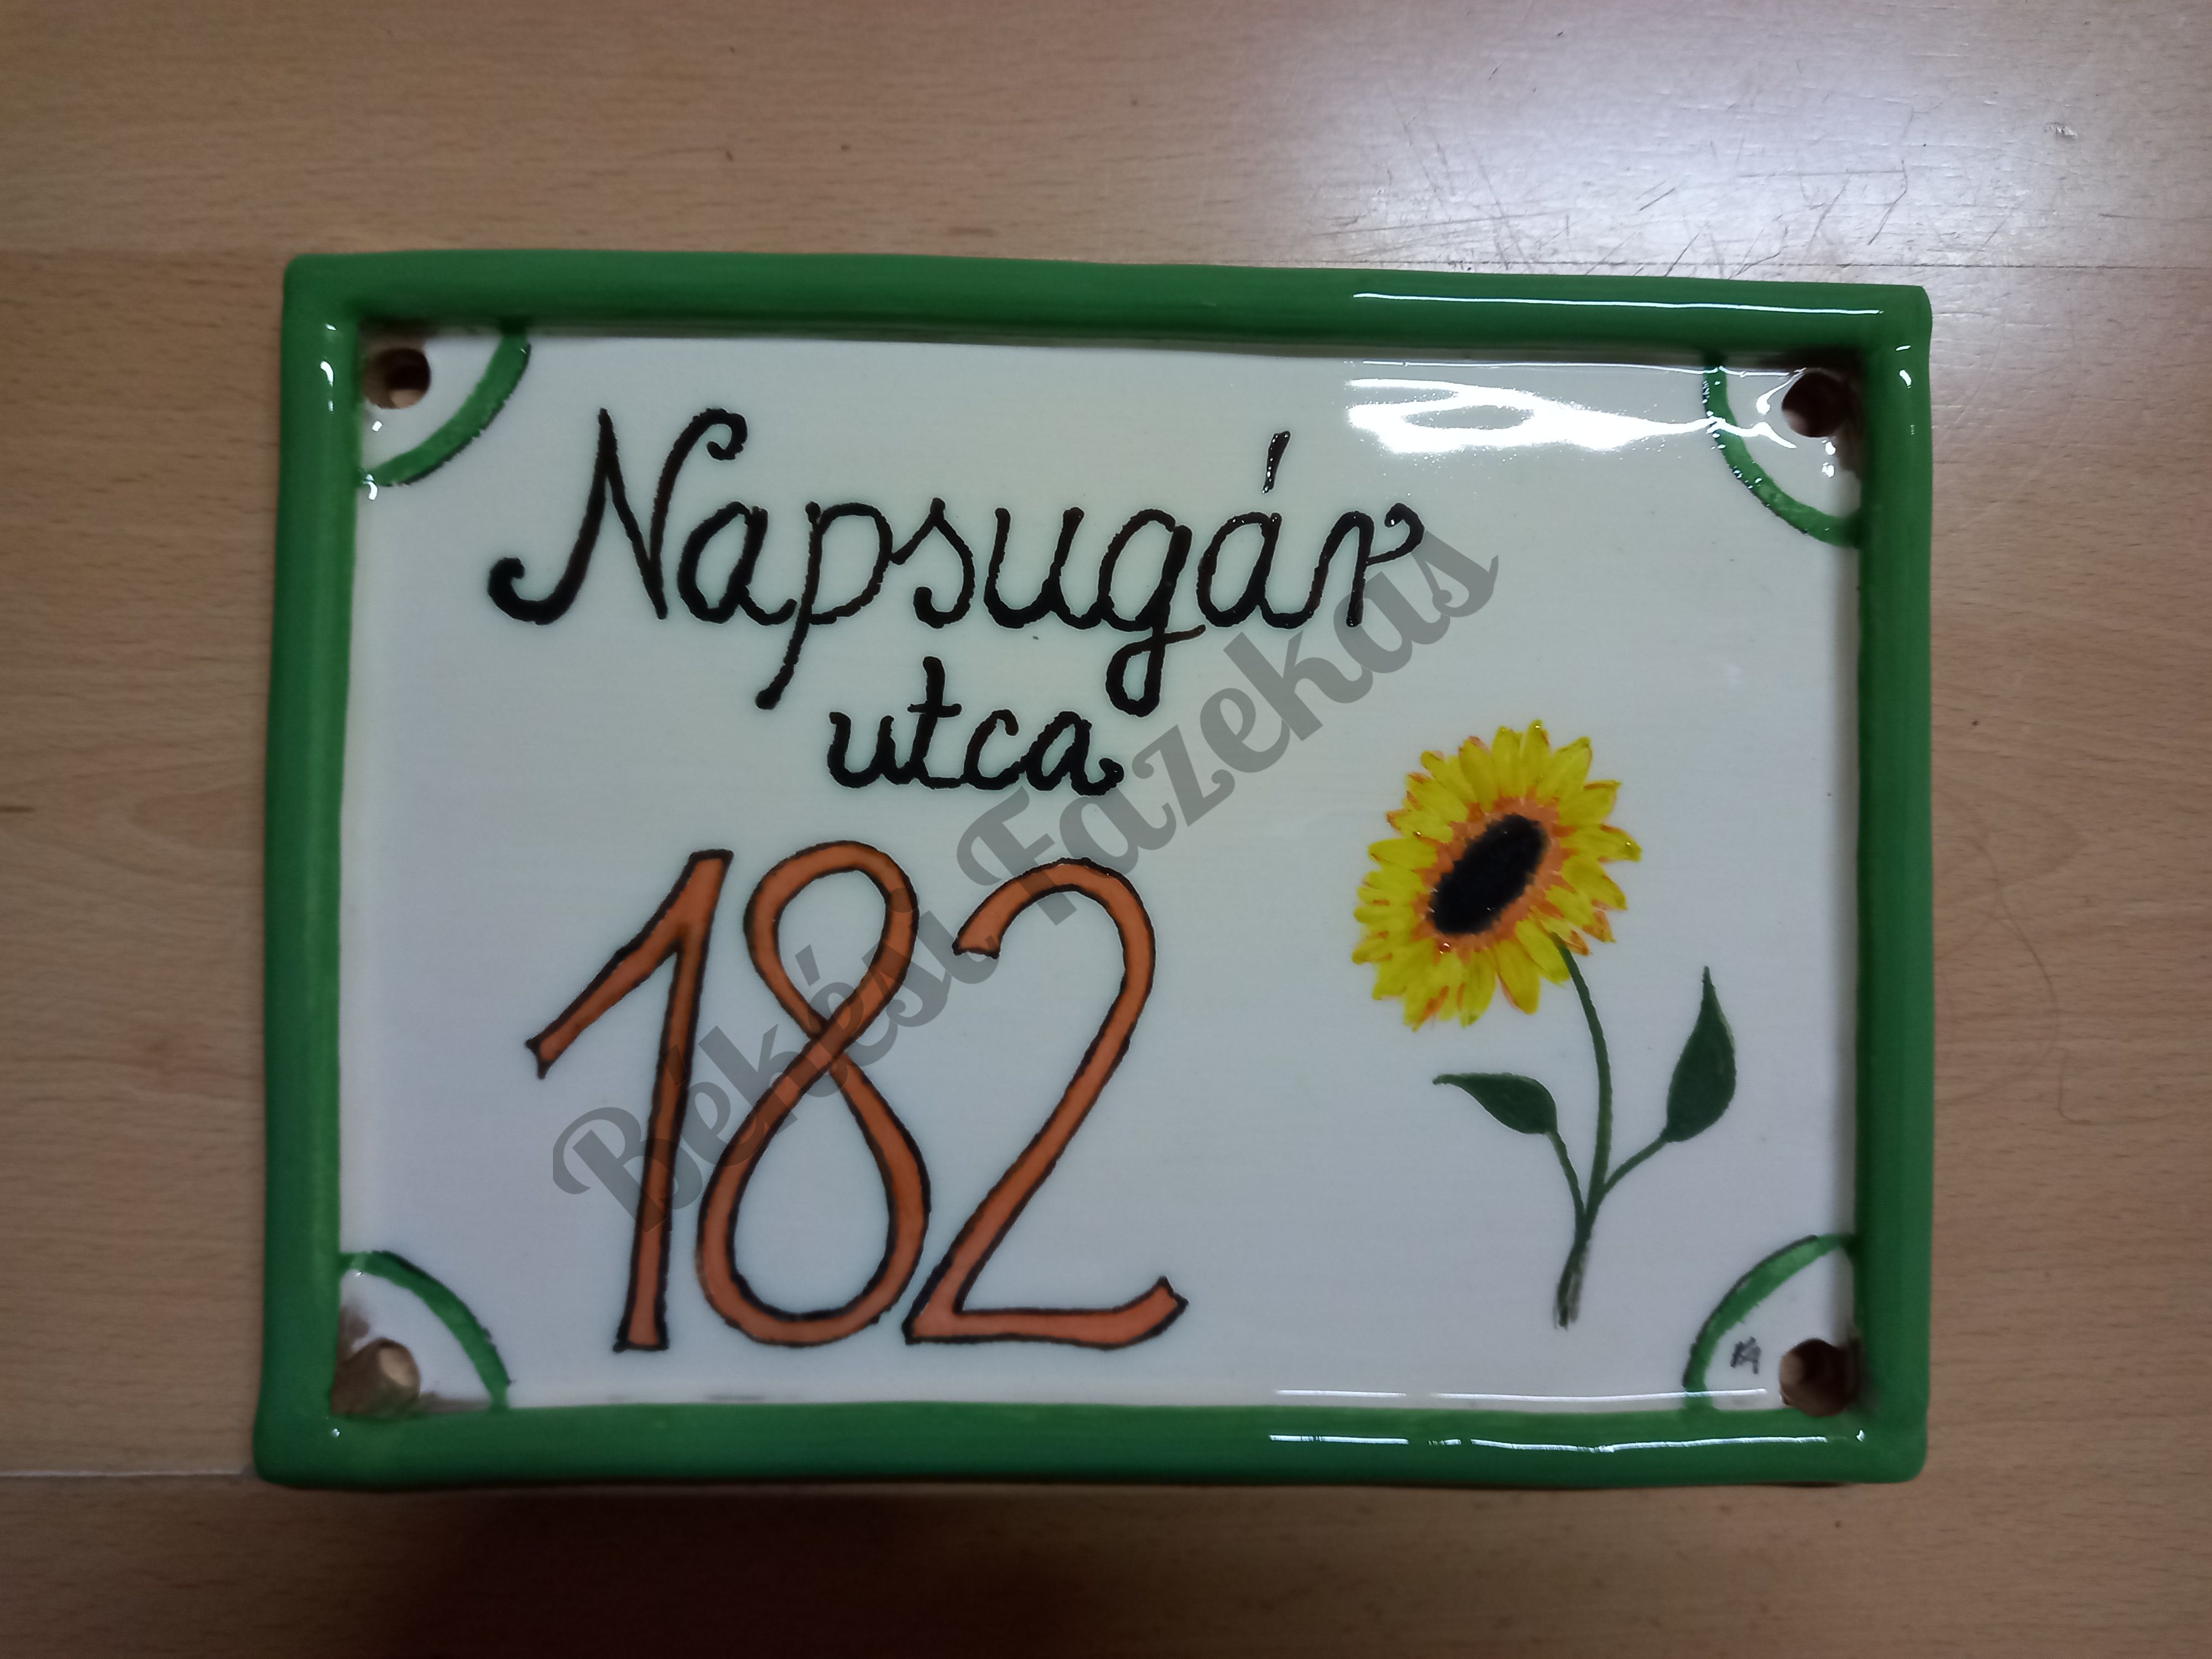 Napsugár
utca
182
Békési Fazekas